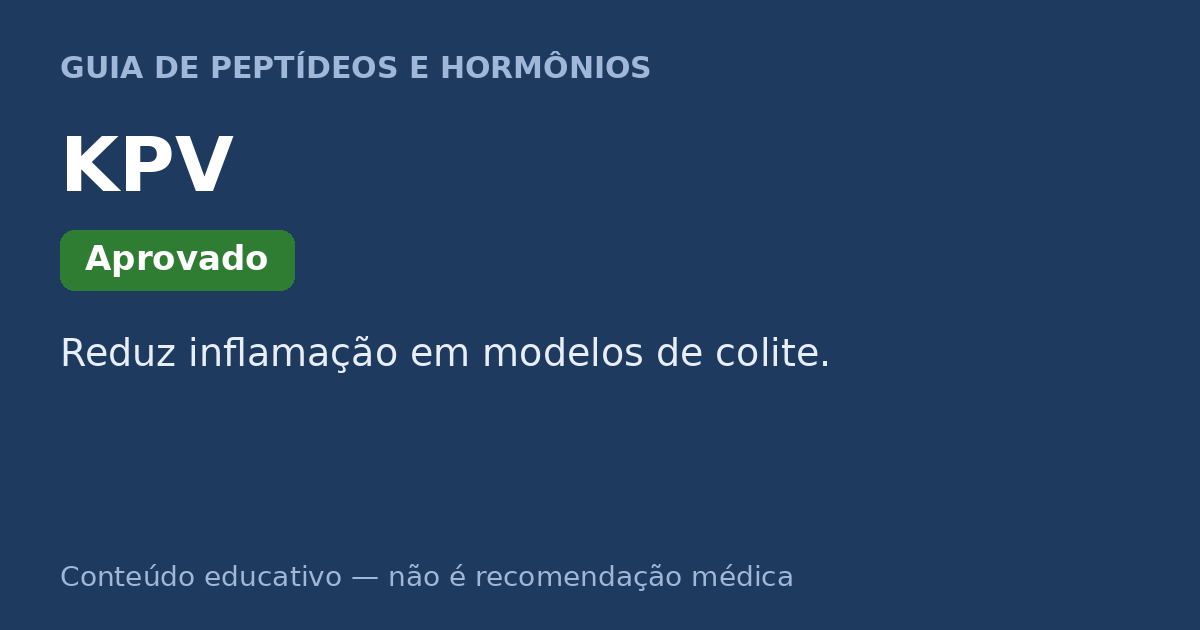 GUIA DE PEPTÍDEOS E HORMÔNIOS
KPV
Aprovado
Reduz inflamação em modelos de colite.
Conteúdo educativo — não é recomendação médica